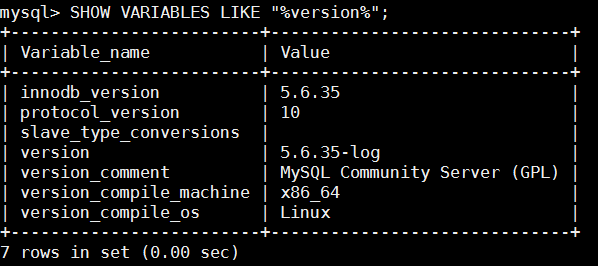 mysql> SHOW VARIABLES LIKE "%version%";
+-------------------------+------------------------------+
| Variable_name           | Value                        |
+-------------------------+------------------------------+
| innodb_version          | 5.6.35                       |
| protocol_version        | 10                           |
| slave_type_conversions  |                              |
| version                 | 5.6.35-log                   |
| version_comment         | MySQL Community Server (GPL) |
| version_compile_machine | x86_64                       |
| version_compile_os      | Linux                        |
+-------------------------+------------------------------+
7 rows in set (0.00 sec)